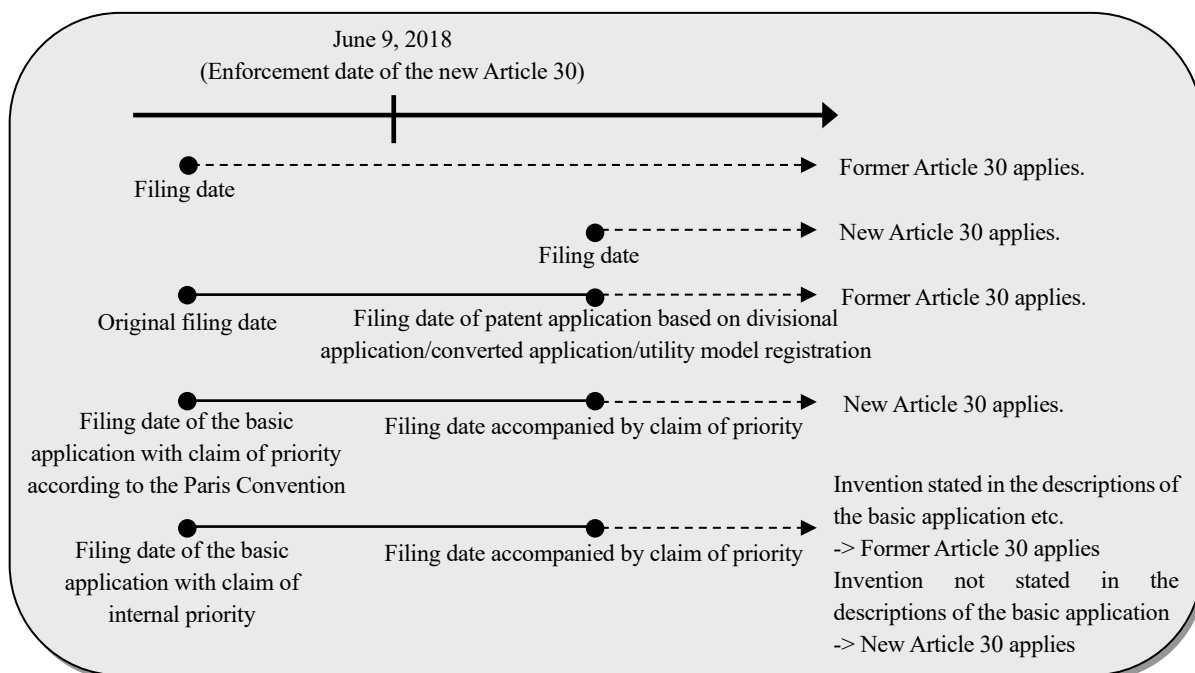 June 9, 2018
(Enforcement date of the new Article 30)
Filing date
Former Article 30 applies.
Filing date
New Article 30 applies.
Original filing date
Filing date of patent application based on divisional
application/converted application/utility model registration
Former Article 30 applies.
Filing date of the basic
application with claim of priority
according to the Paris Convention
Filing date accompanied by claim of priority
New Article 30 applies.
Filing date of the basic
application with claim of
internal priority
Filing date accompanied by claim of priority
Invention stated in the descriptions of
the basic application etc.
-> Former Article 30 applies
Invention not stated in the
descriptions of the basic application
-> New Article 30 applies